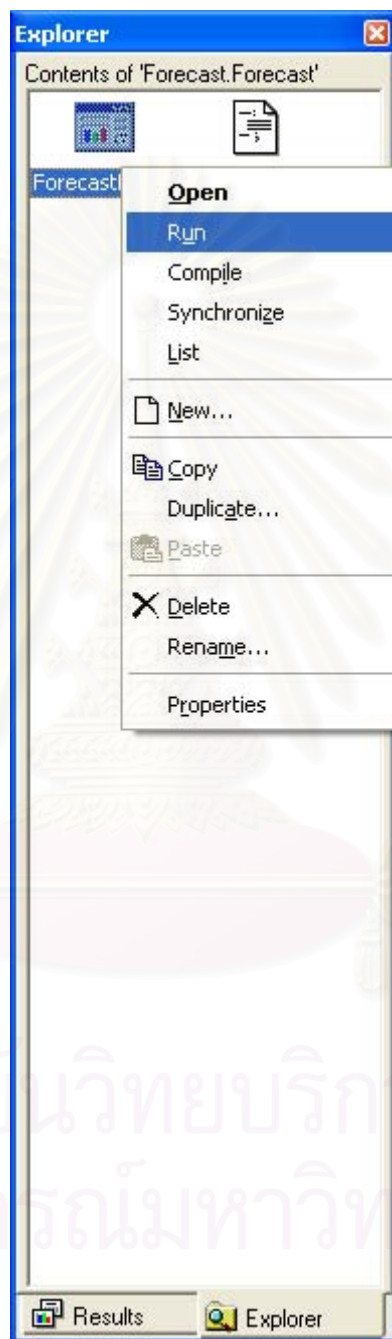 Explorer
Contents of 'Forecast.Forecast'
Open
Run
Compile
Synchronize
List
New...
Copy
Duplicate...
Paste
Delete
Rename...
Properties
Results
Explorer